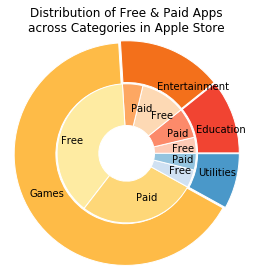 Distribution of Free & Paid Apps
across Categories in Apple Store
Entertainment
Paid
Free
Education
Paid
Free
Free
Paid
Free
Utilities
Games
Paid